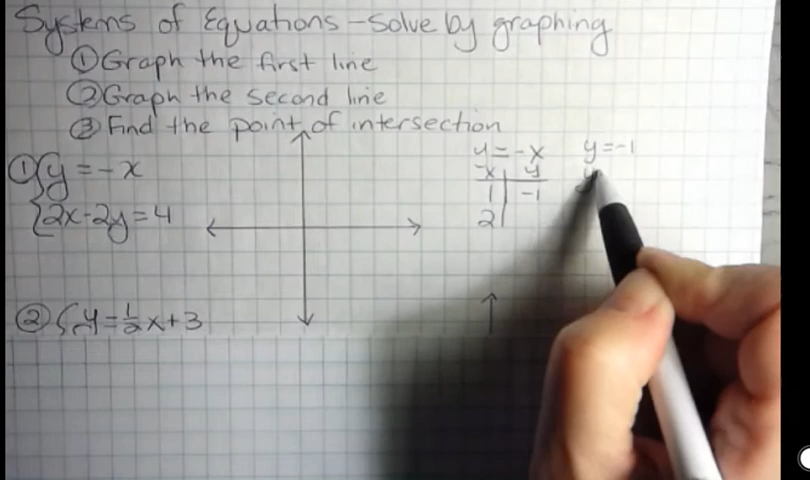 Systems of Equations - Solve by graphing
① Graph the first line
② Graph the second line
③ Find the point of intersection
① { y = -x
2x - 2y = 4
y = -x
x | y
1 | -1
2 |
y = -1
y
② { y = 1/2 x + 3